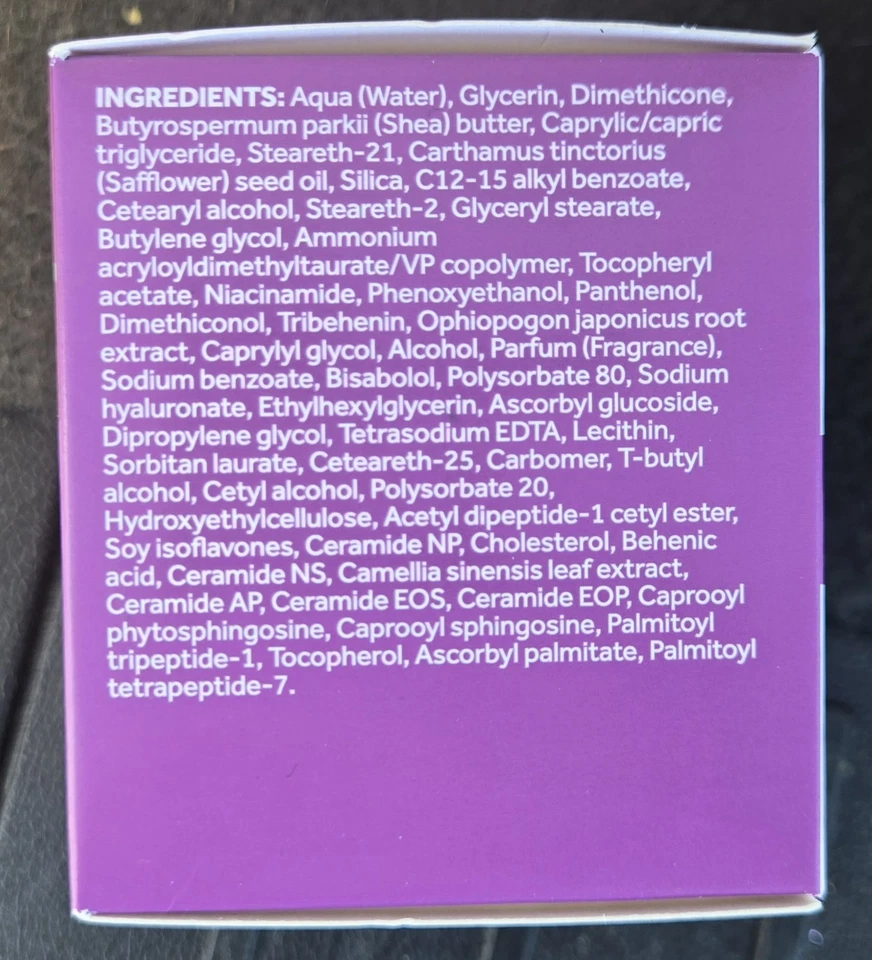 INGREDIENTS: Aqua (Water), Glycerin, Dimethicone,
Butyrospermum parkii (Shea) butter, Caprylic/capric
triglyceride, Steareth-21, Carthamus tinctorius
(Safflower) seed oil, Silica, C12-15 alkyl benzoate,
Cetearyl alcohol, Steareth-2, Glyceryl stearate,
Butylene glycol, Ammonium
acryloyldimethyltaurate/VP copolymer, Tocopheryl
acetate, Niacinamide, Phenoxyethanol, Panthenol,
Dimethiconol, Tribehenin, Ophiopogon japonicus root
extract, Caprylyl glycol, Alcohol, Parfum (Fragrance),
Sodium benzoate, Bisabolol, Polysorbate 80, Sodium
hyaluronate, Ethylhexylglycerin, Ascorbyl glucoside,
Dipropylene glycol, Tetrasodium EDTA, Lecithin,
Sorbitan laurate, Ceteareth-25, Carbomer, T-butyl
alcohol, Cetyl alcohol, Polysorbate 20,
Hydroxyethylcellulose, Acetyl dipeptide-1 cetyl ester,
Soy isoflavones, Ceramide NP, Cholesterol, Behenic
acid, Ceramide NS, Camellia sinensis leaf extract,
Ceramide AP, Ceramide EOS, Ceramide EOP, Caprooyl
phytosphingosine, Caprooyl sphingosine, Palmitoyl
tripeptide-1, Tocopherol, Ascorbyl palmitate, Palmitoyl
tetrapeptide-7.